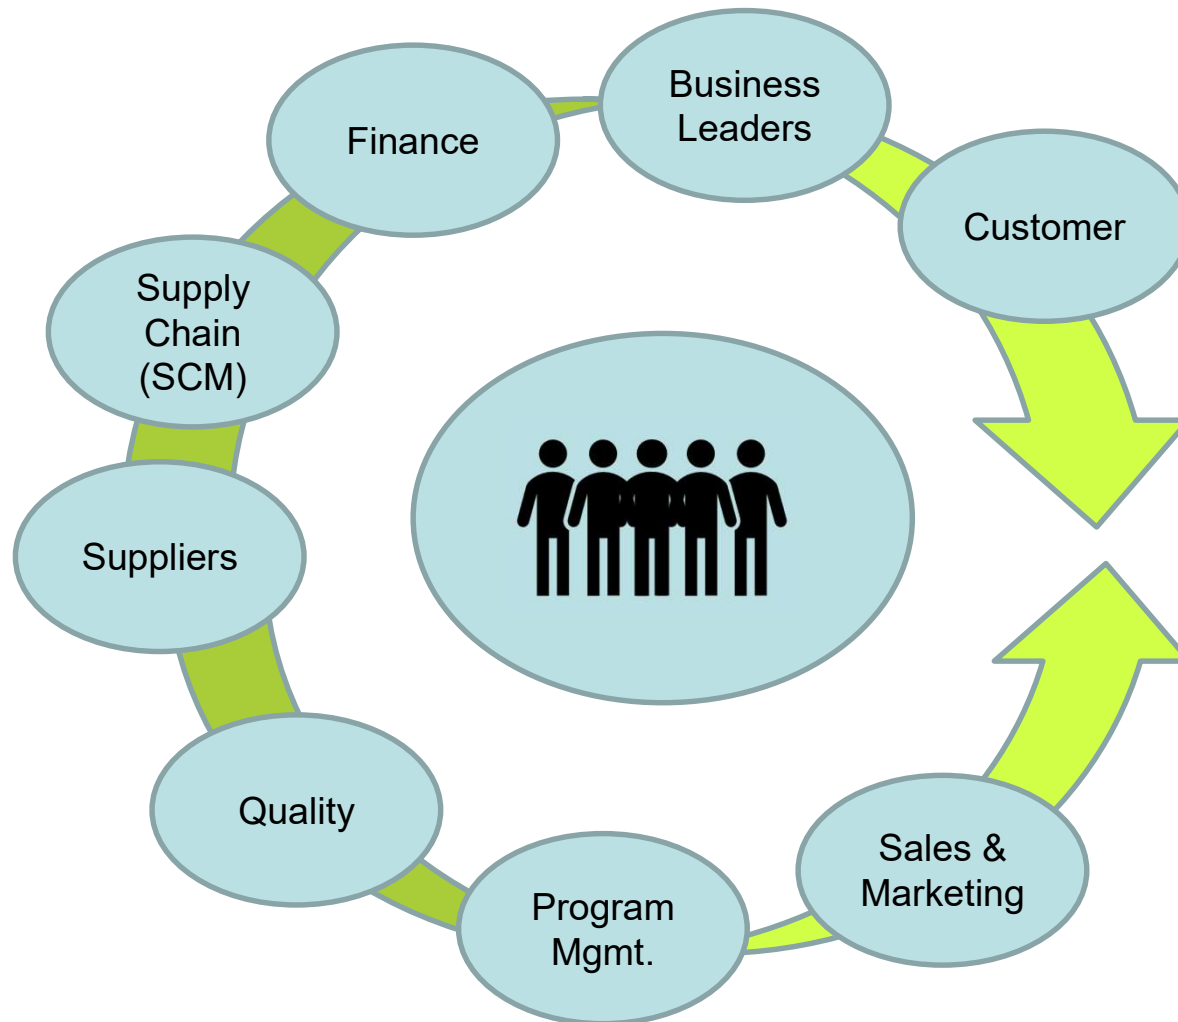 Business
Leaders
Finance
Customer
Supply
Chain
(SCM)
Suppliers
Quality
Sales &
Marketing
Program
Mgmt.